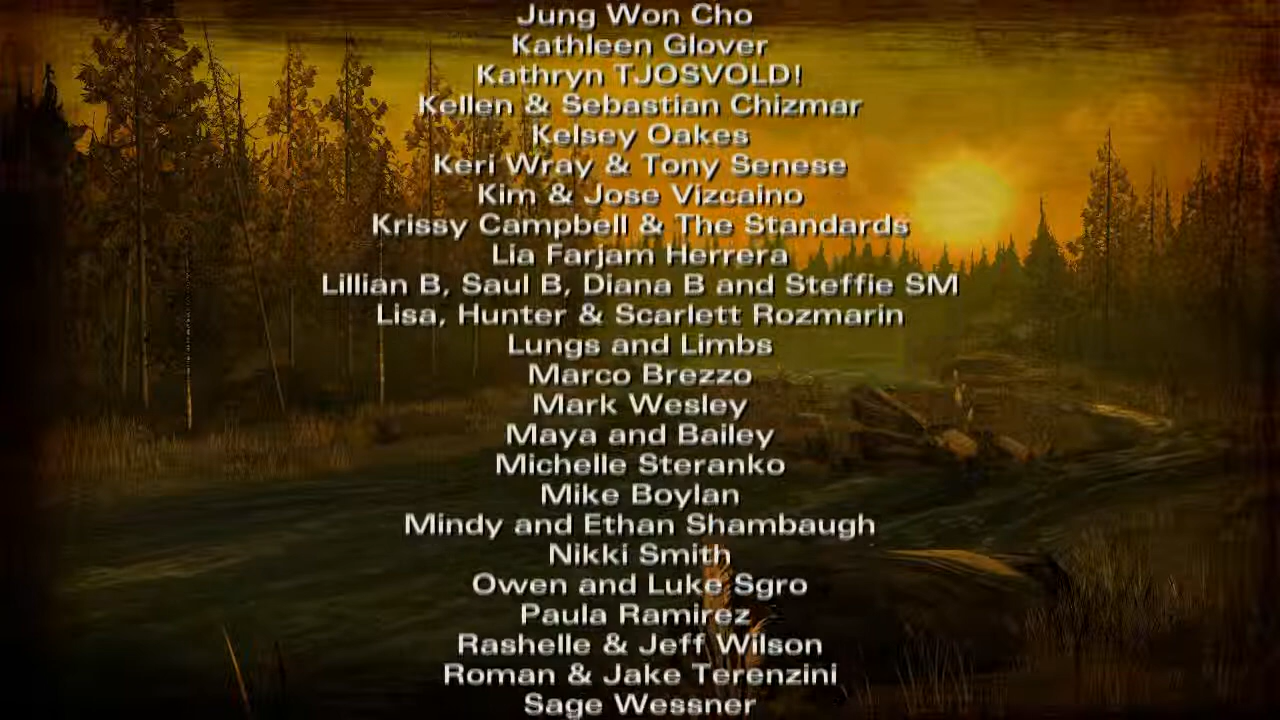 Jung Won Cho
Kathleen Glover
Kathryn TJOSVOLD!
Kellen & Sebastian Chizmar
Kelsey Oakes
Keri Wray & Tony Senese
Kim & Jose Vizcaino
Krissy Campbell & The Standards
Lia Farjam Herrera
Lillian B, Saul B, Diana B and Steffie SM
Lisa, Hunter & Scarlett Rozmarin
Lungs and Limbs
Marco Brezzo
Mark Wesley
Maya and Bailey
Michelle Steranko
Mike Boylan
Mindy and Ethan Shambaugh
Nikki Smith
Owen and Luke Sgro
Paula Ramirez
Rashelle & Jeff Wilson
Roman & Jake Terenzini
Sage Wessner